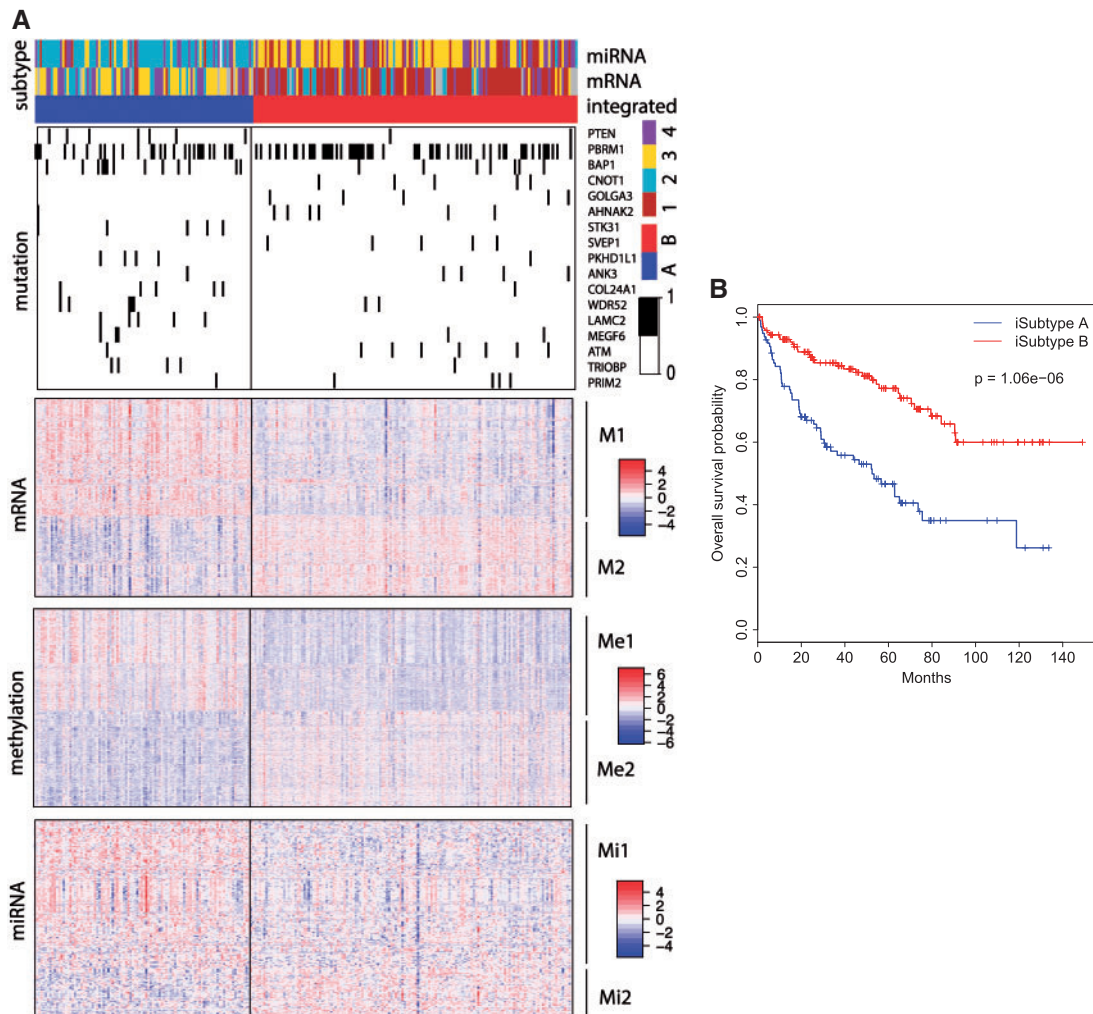 A
subtype
miRNA
mRNA
integrated
mutation
PTEN
PBRM1
BAP1
CNOT1
GOLGA3
AHNAK2
STK31
SVEP1
PKHD1L1
ANK3
COL24A1
WDR52
LAMC2
MEGF6
ATM
TRIOBP
PRIM2
4
3
2
1
B
A
1
0
mRNA
M1
M2
4
2
0
-2
-4
methylation
Me1
Me2
6
4
2
0
-2
-4
-6
miRNA
Mi1
Mi2
4
2
0
-2
-4
B
iSubtype A
iSubtype B
p = 1.06e-06
Overall survival probability
1.0
0.8
0.6
0.4
0.2
0.0
0 20 40 60 80 100 120 140
Months